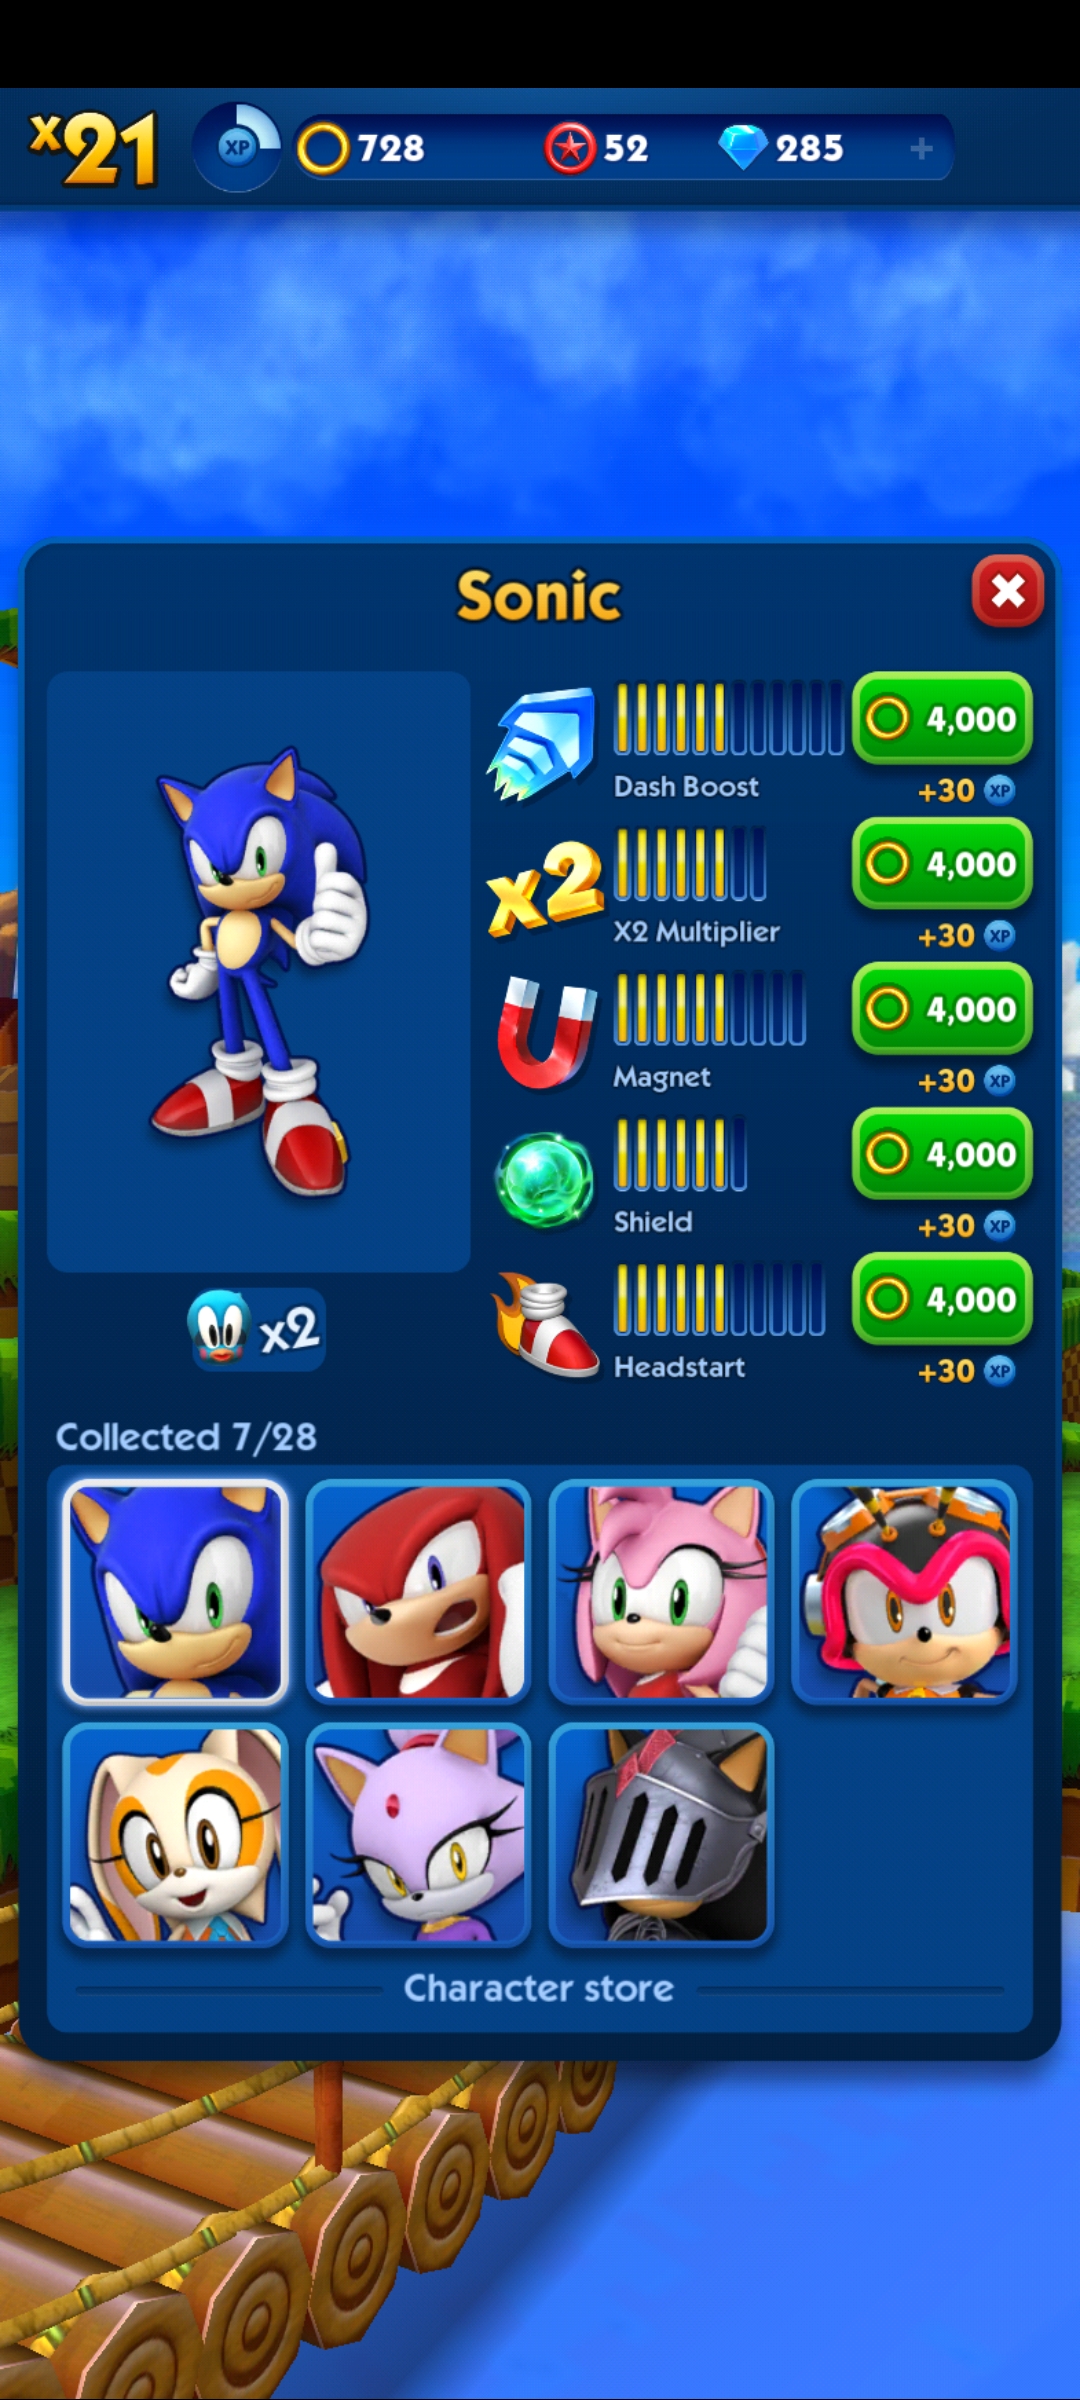 x21 XP 728 52 285 +
Sonic
4,000
Dash Boost +30 XP
x2 4,000
X2 Multiplier +30 XP
4,000
Magnet +30 XP
4,000
Shield +30 XP
4,000
Headstart +30 XP
x2
Collected 7/28
Character store